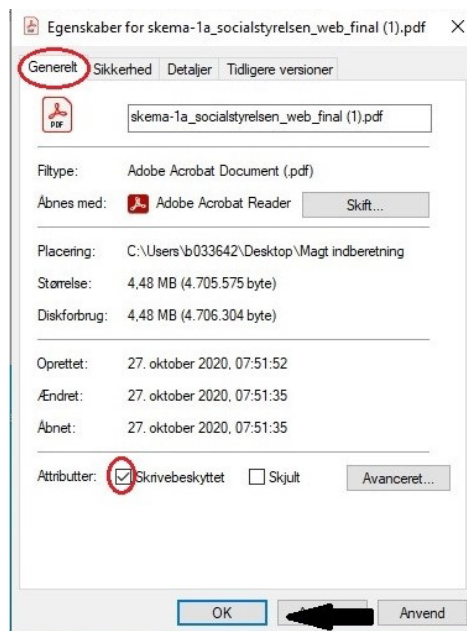 Egenskaber for skema-1a_socialstyrelsen_web_final (1).pdf
Generelt Sikkerhed Detaljer Tidligere versioner
PDF
skema-1a_socialstyrelsen_web_final (1).pdf
Filtype: Adobe Acrobat Document (.pdf)
Åbnes med: Adobe Acrobat Reader Skift...
Placering: C:\Users\b033642\Desktop\Magt indberetning
Størrelse: 4,48 MB (4.705.575 byte)
Diskforbrug: 4,48 MB (4.706.304 byte)
Oprettet: 27. oktober 2020, 07:51:52
Ændret: 27. oktober 2020, 07:51:35
Åbnet: 27. oktober 2020, 07:51:35
Attributter: Skrivebeskyttet Skjult Avanceret...
OK Anvend